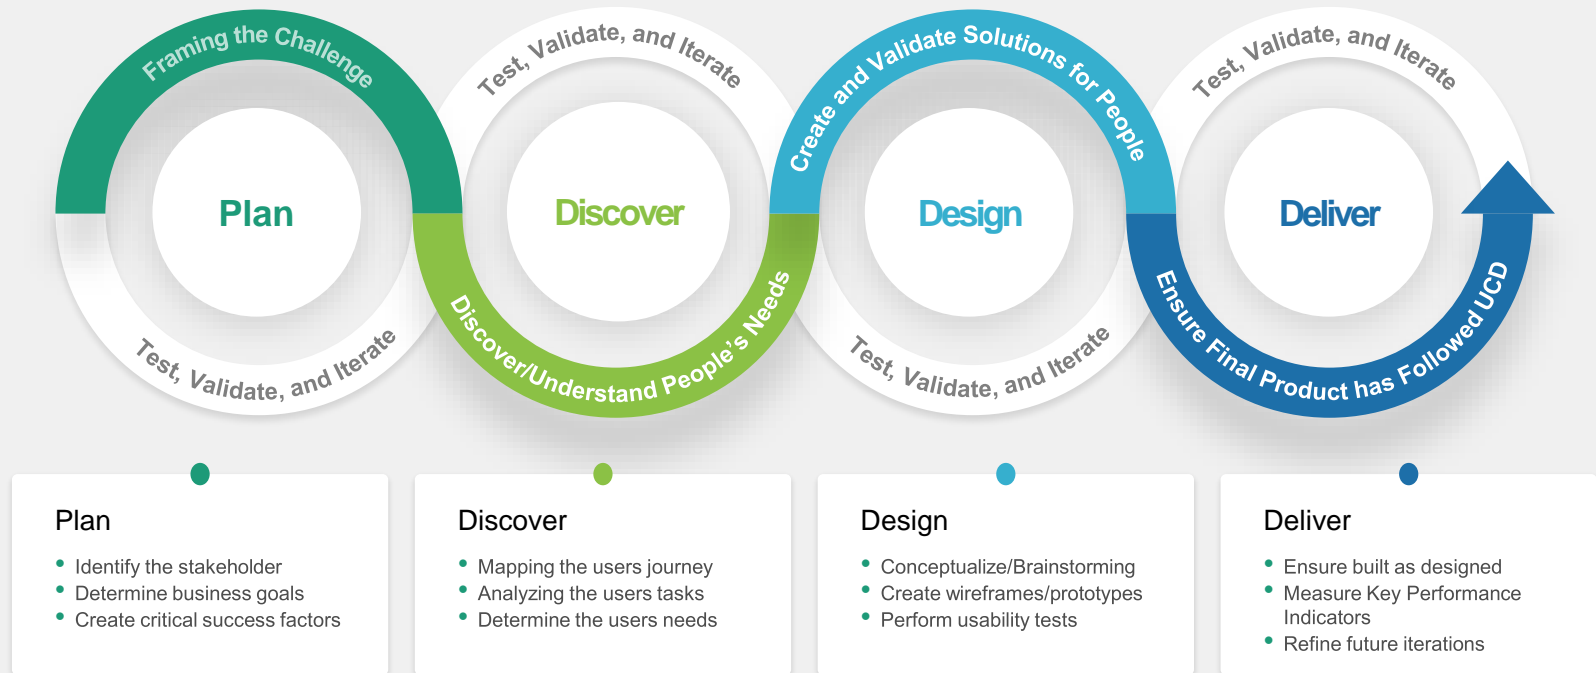 Framing the Challenge
Plan
Test, Validate, and Iterate
Test, Validate, and Iterate
Discover
Discover/Understand People’s Needs
Create and Validate Solutions for People
Design
Test, Validate, and Iterate
Test, Validate, and Iterate
Deliver
Ensure Final Product has Followed UCD
Plan
• Identify the stakeholder
• Determine business goals
• Create critical success factors
Discover
• Mapping the users journey
• Analyzing the users tasks
• Determine the users needs
Design
• Conceptualize/Brainstorming
• Create wireframes/prototypes
• Perform usability tests
Deliver
• Ensure built as designed
• Measure Key Performance
Indicators
• Refine future iterations